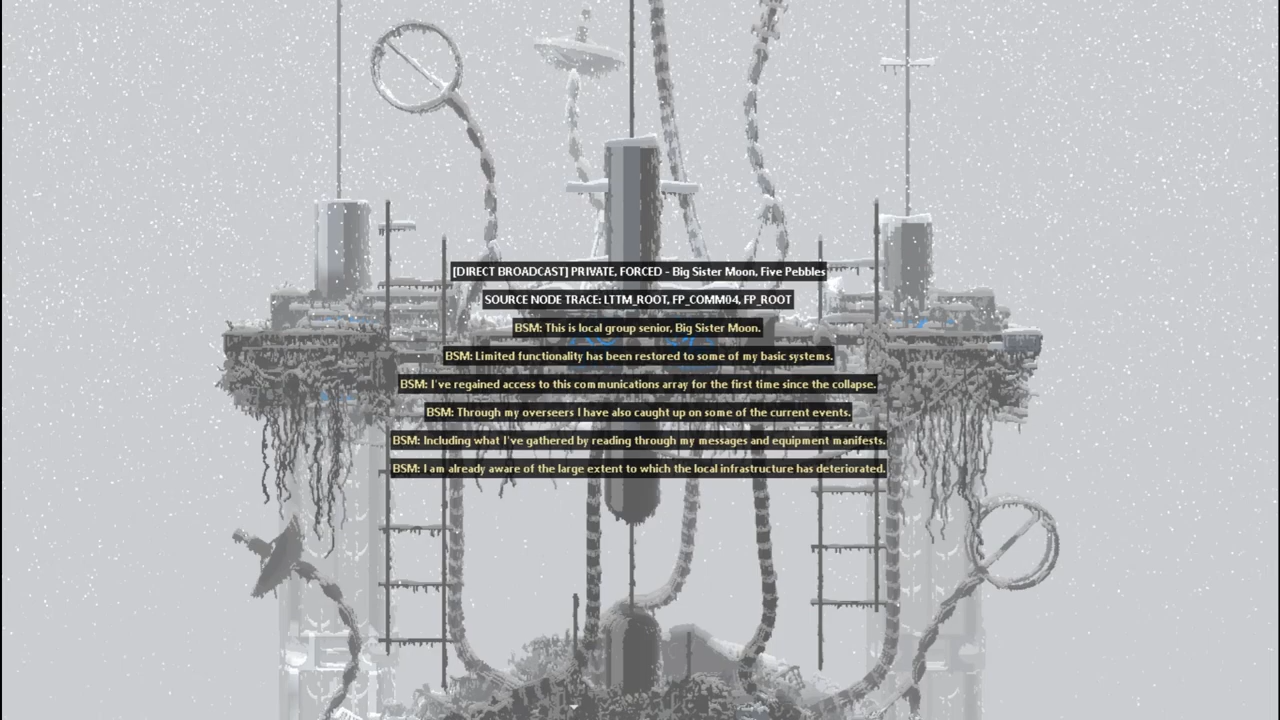 [DIRECT BROADCAST] PRIVATE, FORCED - Big Sister Moon, Five Pebbles
SOURCE NODE TRACE: LTTM_ROOT, FP_COMM04, FP_ROOT
BSM: This is local group senior, Big Sister Moon.
BSM: Limited functionality has been restored to some of my basic systems.
BSM: I've regained access to this communications array for the first time since the collapse.
BSM: Through my overseers I have also caught up on some of the current events.
BSM: Including what I've gathered by reading through my messages and equipment manifests.
BSM: I am already aware of the large extent to which the local infrastructure has deteriorated.